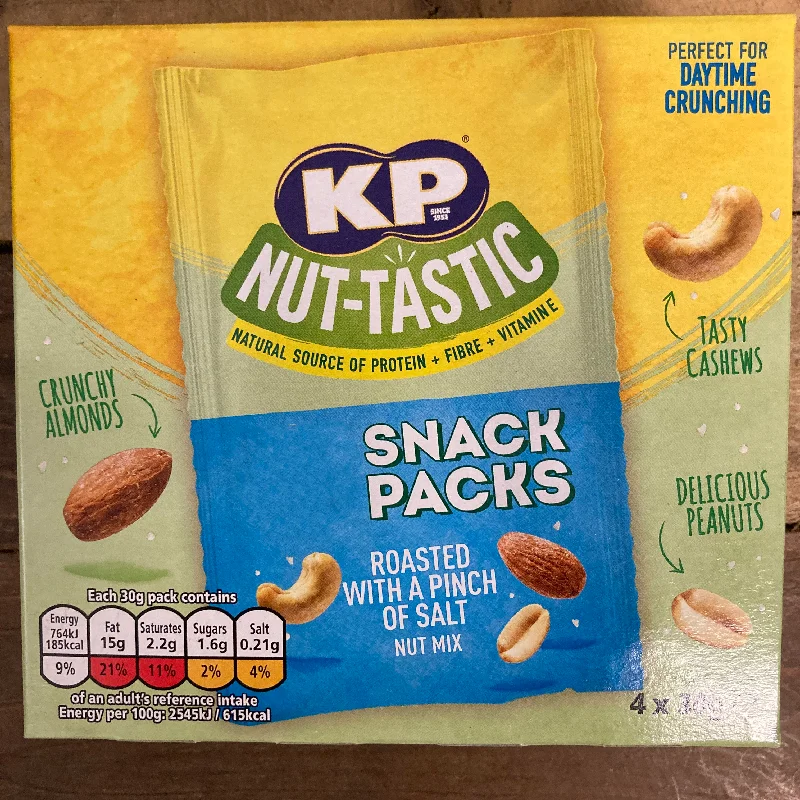 PERFECT FOR
DAYTIME
CRUNCHING
KP
®
SINCE
1953
NUT-TASTIC
NATURAL SOURCE OF PROTEIN + FIBRE + VITAMIN E
TASTY
CASHEWS
CRUNCHY
ALMONDS
SNACK
PACKS
DELICIOUS
PEANUTS
ROASTED
WITH A PINCH
OF SALT
NUT MIX
Each 30g pack contains
Energy Fat Saturates Sugars Salt
764kJ 15g 2.2g 1.6g 0.21g
185kcal
9% 21% 11% 2% 4%
of an adult's reference intake
Energy per 100g: 2545kJ / 615kcal
4 x